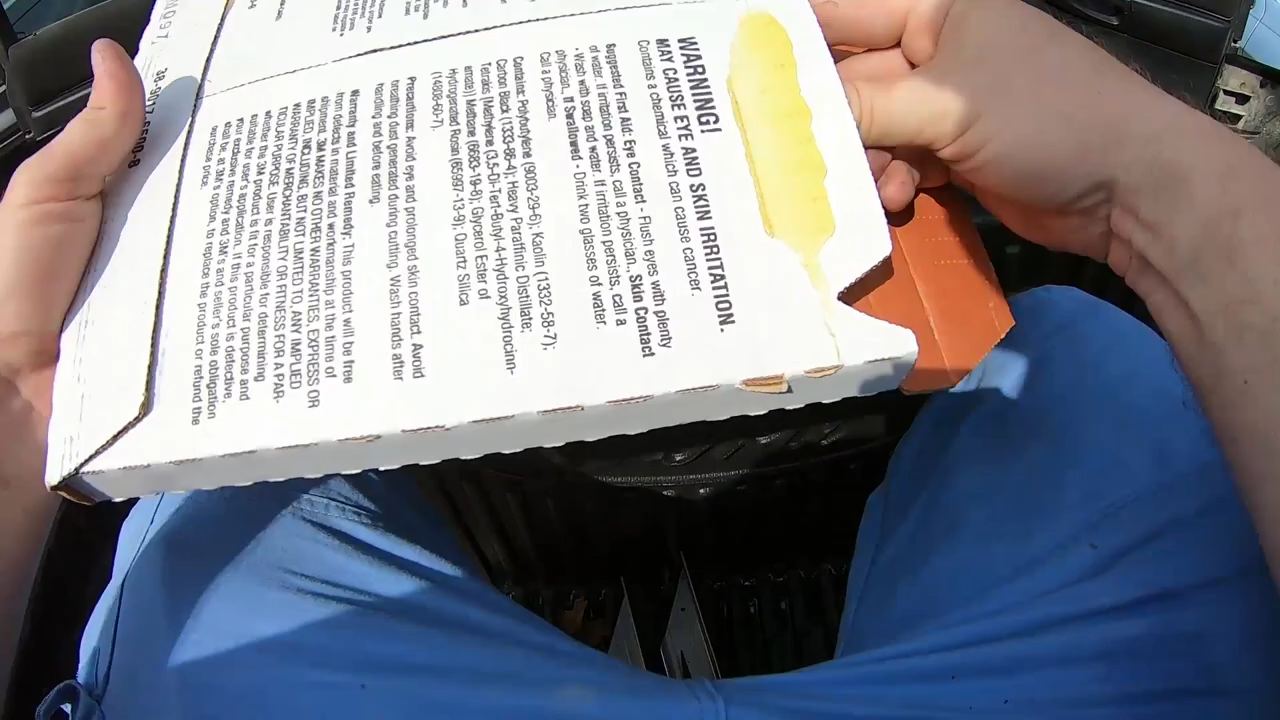 WARNING!
MAY CAUSE EYE AND SKIN IRRITATION.
Contains a chemical which can cause cancer.
Suggested First Aid: Eye Contact - Flush eyes with plenty
of water. If irritation persists, call a physician., Skin Contact
- Wash with soap and water. If irritation persists, call a
physician, If Swallowed - Drink two glasses of water.
Call a physician.
Contains: Polybutylene (9003-29-6); Kaolin (1332-58-7);
Carbon Black (1333-86-4); Heavy Paraffinic Distillate;
Tetrakis (Methylene (3,5-Di-Tert-Butyl-4-Hydroxyhydrocinn-
amate)) Methone (6683-19-8); Glycerol Ester of
Hydrogenated Rosin (65997-13-9); Quartz Silica
(14808-60-7).
Precautions: Avoid eye and prolonged skin contact. Avoid
breathing dust generated during cutting. Wash hands after
handling and before eating.
Warranty and Limited Remedy: This product will be free
from defects in material and workmanship at the time of
shipment. 3M MAKES NO OTHER WARRANTIES, EXPRESS OR
IMPLIED, INCLUDING, BUT NOT LIMITED TO, ANY IMPLIED
WARRANTY OF MERCHANTABILITY OR FITNESS FOR A PAR-
TICULAR PURPOSE. User is responsible for determining
whether the 3M product is fit for a particular purpose and
suitable for user's application. If this product is defective,
your exclusive remedy and 3M's and seller's sole obligation
shall be, at 3M's option, to replace the product or refund the
purchase price.